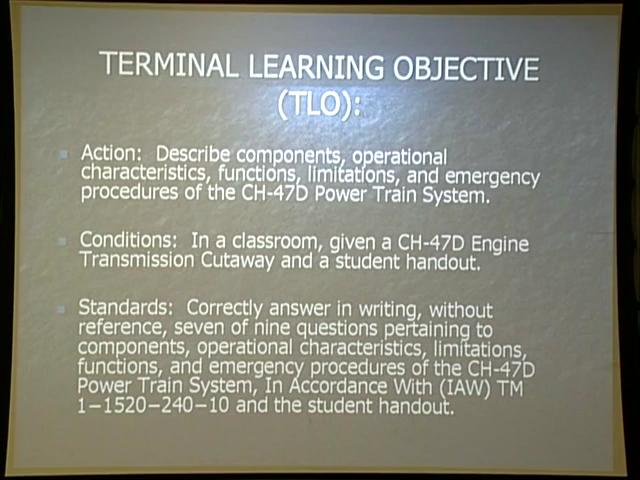 TERMINAL LEARNING OBJECTIVE
(TLO):
Action: Describe components, operational
characteristics, functions, limitations, and emergency
procedures of the CH-47D Power Train System.
Conditions: In a classroom, given a CH-47D Engine
Transmission Cutaway and a student handout.
Standards: Correctly answer in writing, without
reference, seven of nine questions pertaining to
components, operational characteristics, limitations,
functions, and emergency procedures of the CH-47D
Power Train System, In Accordance With (IAW) TM
1−1520−240−10 and the student handout.